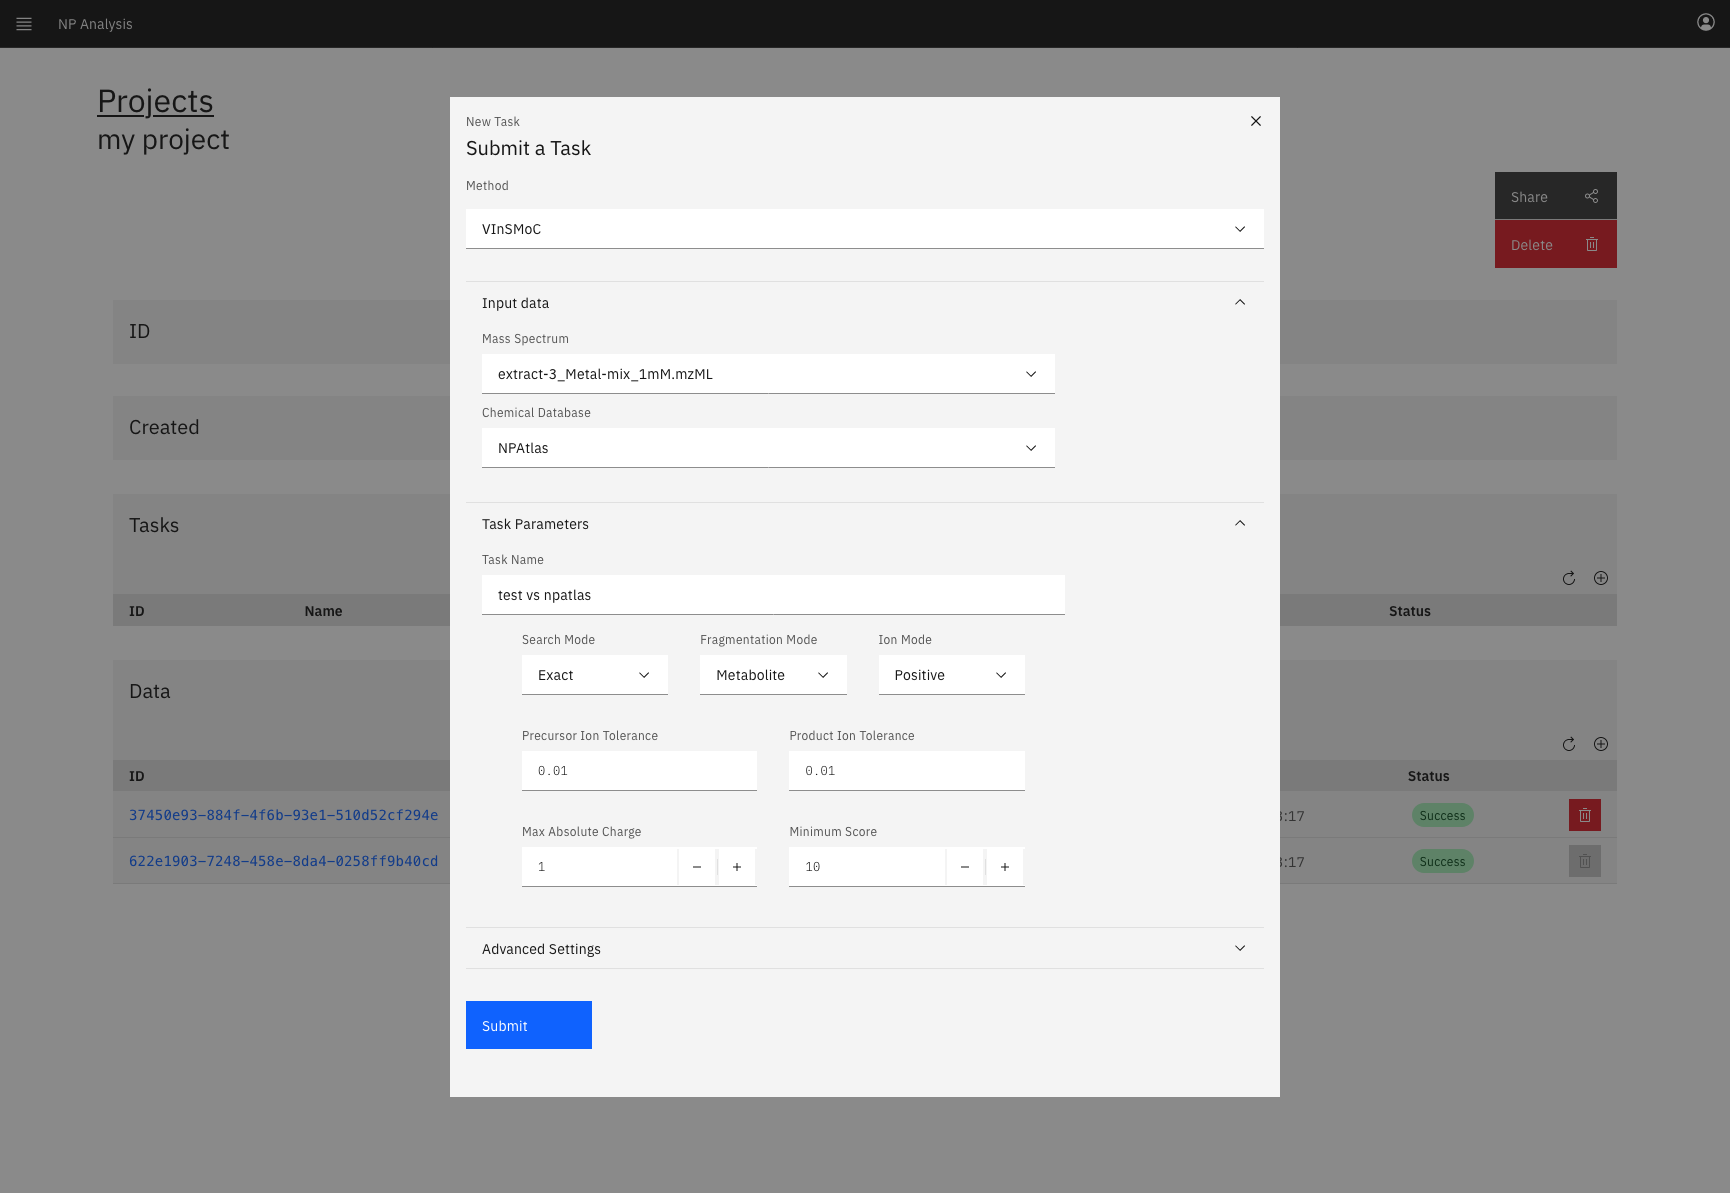 NP Analysis
Projects
my project
Share
Delete
ID
Created
Tasks
ID Name Status
Data
ID Status
37450e93-884f-4f6b-93e1-510d52cf294e :17 Success
622e1903-7248-458e-8da4-0258ff9b40cd :17 Success
New Task
Submit a Task
Method
VInSMoC
Input data
Mass Spectrum
extract-3_Metal-mix_1mM.mzML
Chemical Database
NPAtlas
Task Parameters
Task Name
test vs npatlas
Search Mode Fragmentation Mode Ion Mode
Exact Metabolite Positive
Precursor Ion Tolerance Product Ion Tolerance
0.01 0.01
Max Absolute Charge Minimum Score
1 − + 10 − +
Advanced Settings
Submit